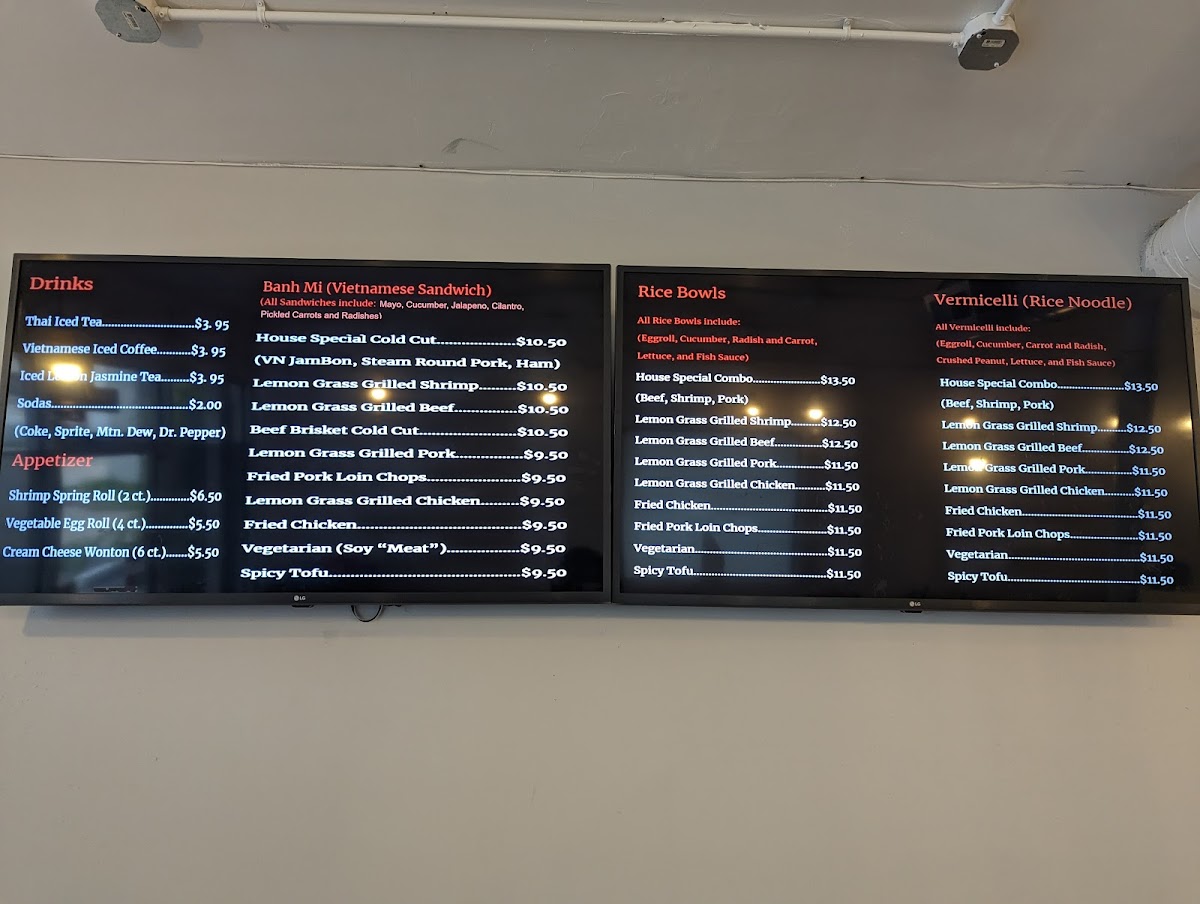 Drinks
Thai Iced Tea..............................$3. 95
Vietnamese Iced Coffee...........$3. 95
Iced Jasmine Tea.........$3. 95
Sodas.............................................$2.00
(Coke, Sprite, Mtn. Dew, Dr. Pepper)
Appetizer
Shrimp Spring Roll (2 ct.)............$6.50
Vegetable Egg Roll (4 ct.)..............$5.50
Cream Cheese Wonton (6 ct.)......$5.50
Banh Mi (Vietnamese Sandwich)
(All Sandwiches include: Mayo, Cucumber, Jalapeno, Cilantro,
Pickled Carrots and Radishes)
House Special Cold Cut....................$10.50
(VN JamBon, Steam Round Pork, Ham)
Lemon Grass Grilled Shrimp.........$10.50
Lemon Grass Grilled Beef...............$10.50
Beef Brisket Cold Cut........................$10.50
Lemon Grass Grilled Pork................$9.50
Fried Pork Loin Chops.......................$9.50
Lemon Grass Grilled Chicken.........$9.50
Fried Chicken.......................................$9.50
Vegetarian (Soy “Meat”)..................$9.50
Spicy Tofu..............................................$9.50
Rice Bowls
All Rice Bowls include:
(Eggroll, Cucumber, Radish and Carrot,
Lettuce, and Fish Sauce)
House Special Combo......................$13.50
(Beef, Shrimp, Pork)
Lemon Grass Grilled Shrimp.........$12.50
Lemon Grass Grilled Beef...............$12.50
Lemon Grass Grilled Pork...............$11.50
Lemon Grass Grilled Chicken.........$11.50
Fried Chicken.....................................$11.50
Fried Pork Loin Chops......................$11.50
Vegetarian...........................................$11.50
Spicy Tofu...........................................$11.50
Vermicelli (Rice Noodle)
All Vermicelli include:
(Eggroll, Cucumber, Carrot and Radish,
Crushed Peanut, Lettuce, and Fish Sauce)
House Special Combo......................$13.50
(Beef, Shrimp, Pork)
Lemon Grass Grilled Shrimp.........$12.50
Lemon Grass Grilled Beef...............$12.50
Lemon Grass Grilled Pork...............$11.50
Lemon Grass Grilled Chicken.........$11.50
Fried Chicken.....................................$11.50
Fried Pork Loin Chops......................$11.50
Vegetarian...........................................$11.50
Spicy Tofu...........................................$11.50
LG
LG